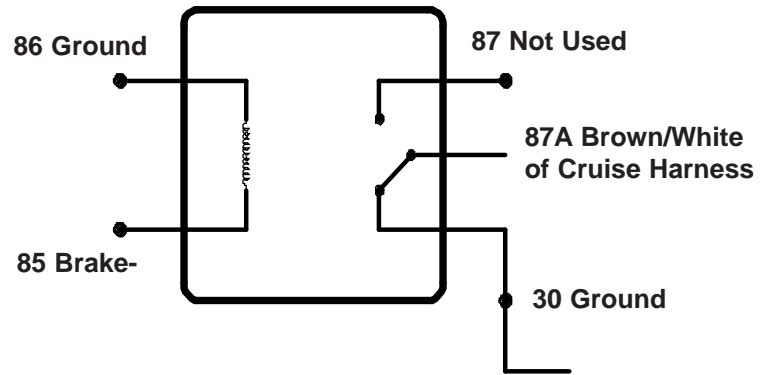 86 Ground
87 Not Used
87A Brown/White
of Cruise Harness
85 Brake-
30 Ground